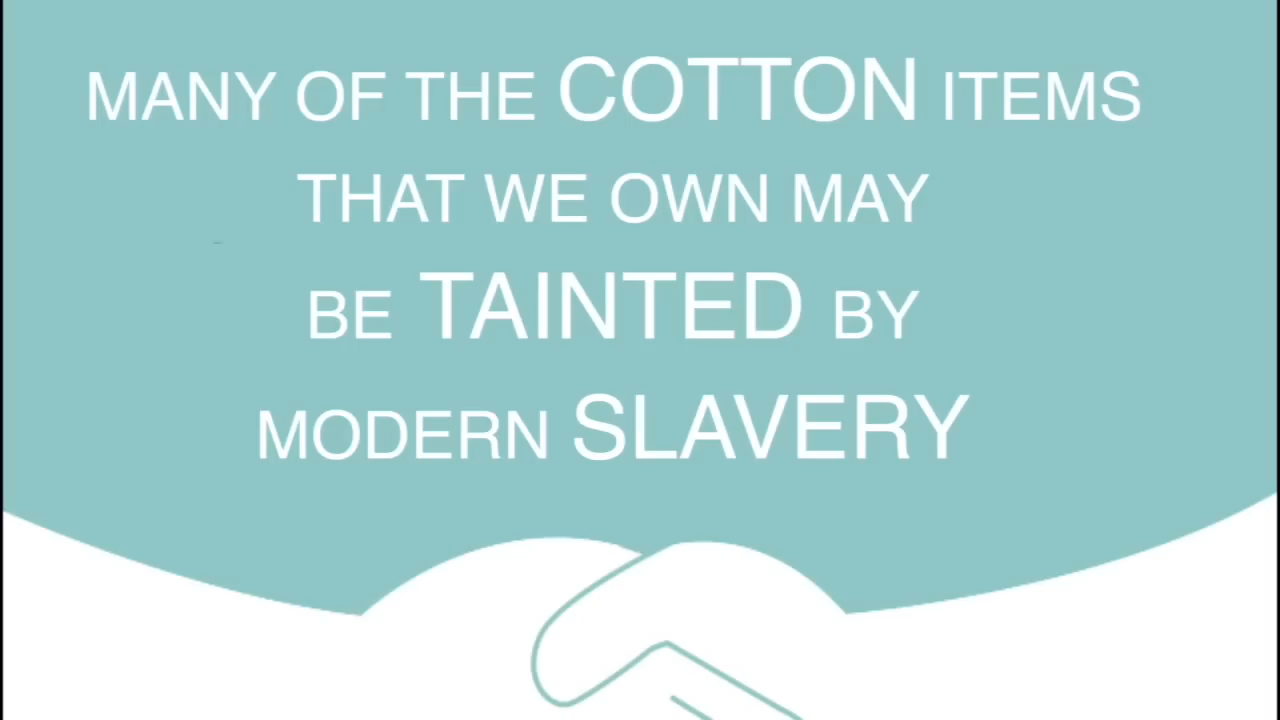 MANY OF THE COTTON ITEMS
THAT WE OWN MAY
BE TAINTED BY
MODERN SLAVERY